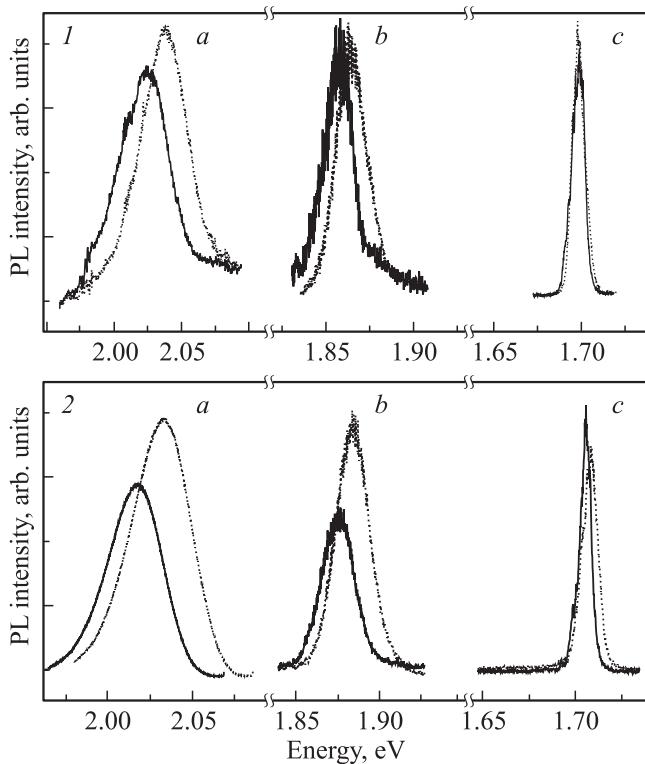 1 a b c
PL intensity, arb. units
2.00 2.05 1.85 1.90 1.65 1.70
2 a b c
PL intensity, arb. units
2.00 2.05 1.85 1.90 1.65 1.70
Energy, eV